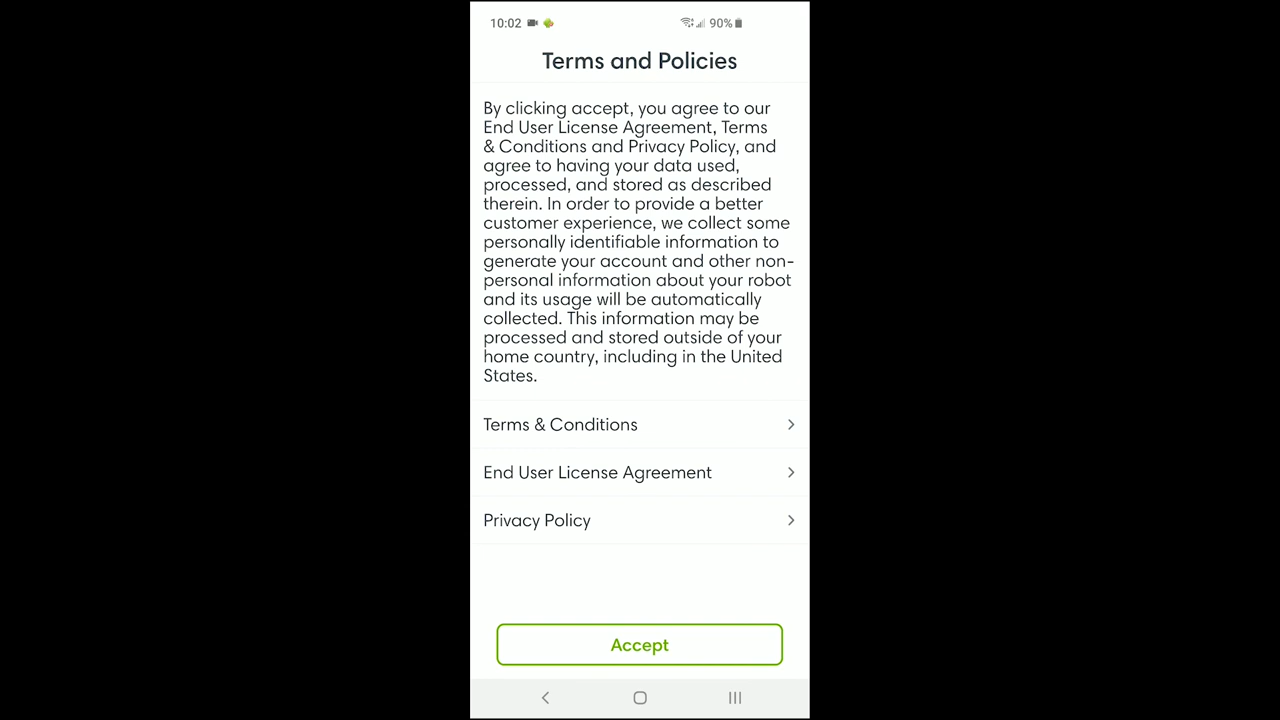 10:02 90%
Terms and Policies
By clicking accept, you agree to our
End User License Agreement, Terms
& Conditions and Privacy Policy, and
agree to having your data used,
processed, and stored as described
therein. In order to provide a better
customer experience, we collect some
personally identifiable information to
generate your account and other non-
personal information about your robot
and its usage will be automatically
collected. This information may be
processed and stored outside of your
home country, including in the United
States.
Terms & Conditions
End User License Agreement
Privacy Policy
Accept